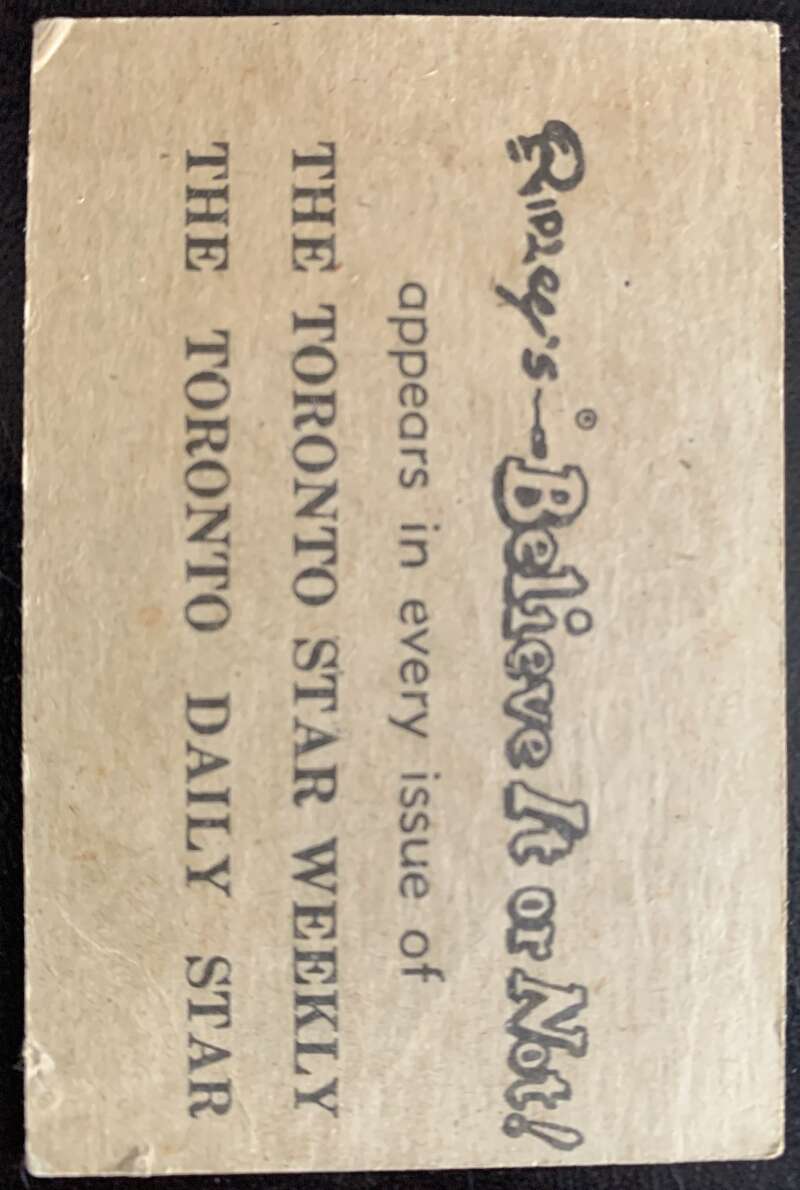 Ripley's—Believe It or Not! ©
appears in every issue of
THE TORONTO STAR WEEKLY
THE TORONTO DAILY STAR